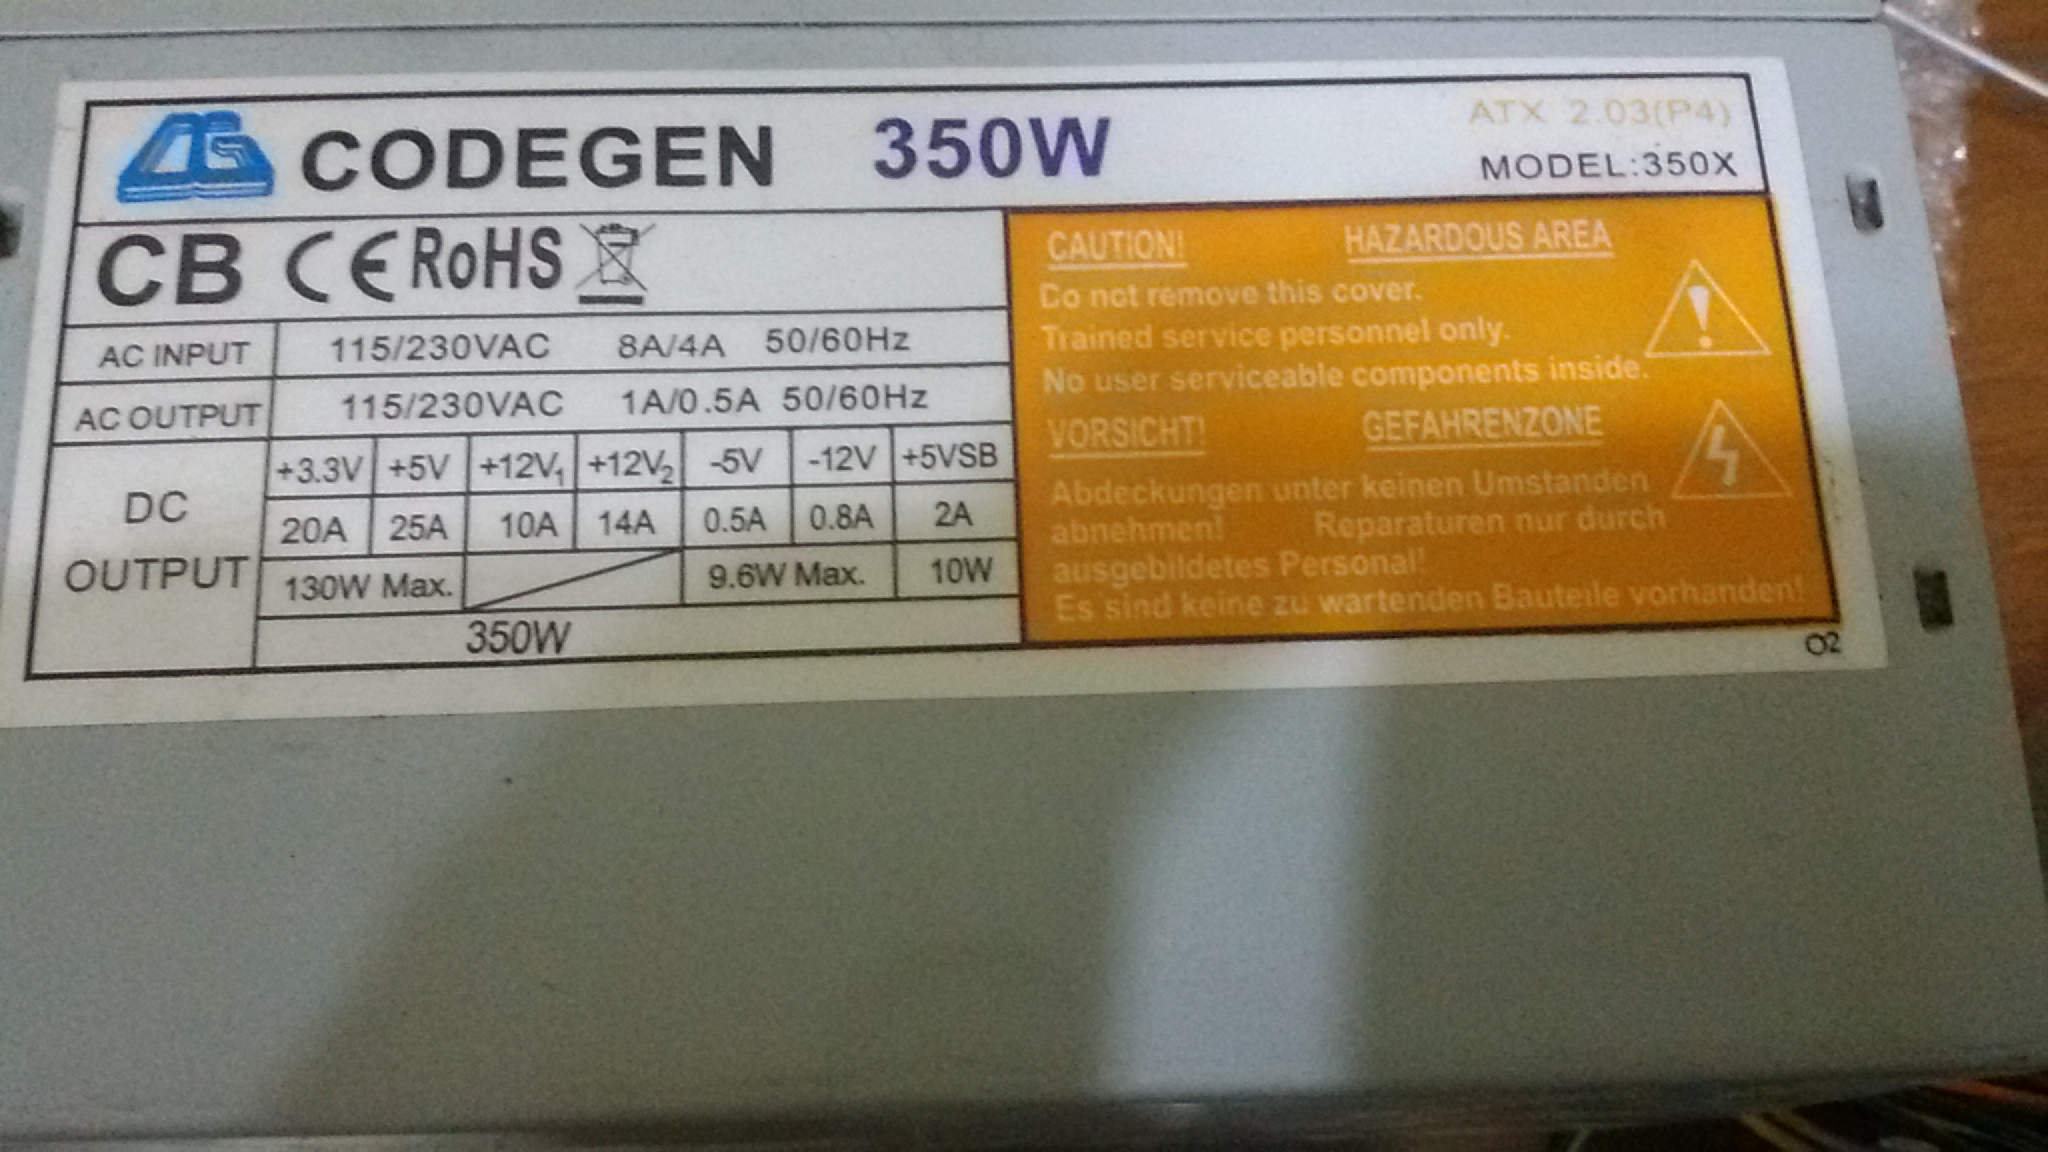 CODEGEN 350W
ATX 2.03(P4)
MODEL:350X
CB CE RoHS
AC INPUT 115/230VAC 8A/4A 50/60Hz
AC OUTPUT 115/230VAC 1A/0.5A 50/60Hz
DC OUTPUT
+3.3V +5V +12V₁ +12V₂ -5V -12V +5VSB
20A 25A 10A 14A 0.5A 0.8A 2A
130W Max. 9.6W Max. 10W
350W
CAUTION! HAZARDOUS AREA
Do not remove this cover.
Trained service personnel only.
No user serviceable components inside.
VORSICHT! GEFAHRENZONE
Abdeckungen unter keinen Umstanden
abnehmen! Reparaturen nur durch
ausgebildetes Personal!
Es sind keine zu wartenden Bauteile vorhanden!
O2